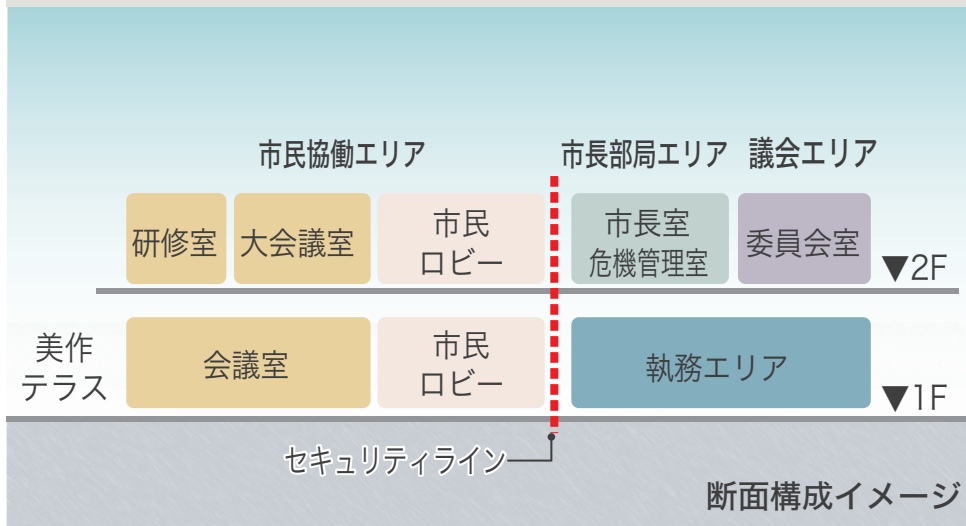 市民協働エリア
市長部局エリア
議会エリア
研修室
大会議室
市民
ロビー
市長室
危機管理室
委員会室
▼2F
美作
テラス
会議室
市民
ロビー
執務エリア
▼1F
セキュリティライン
断面構成イメージ